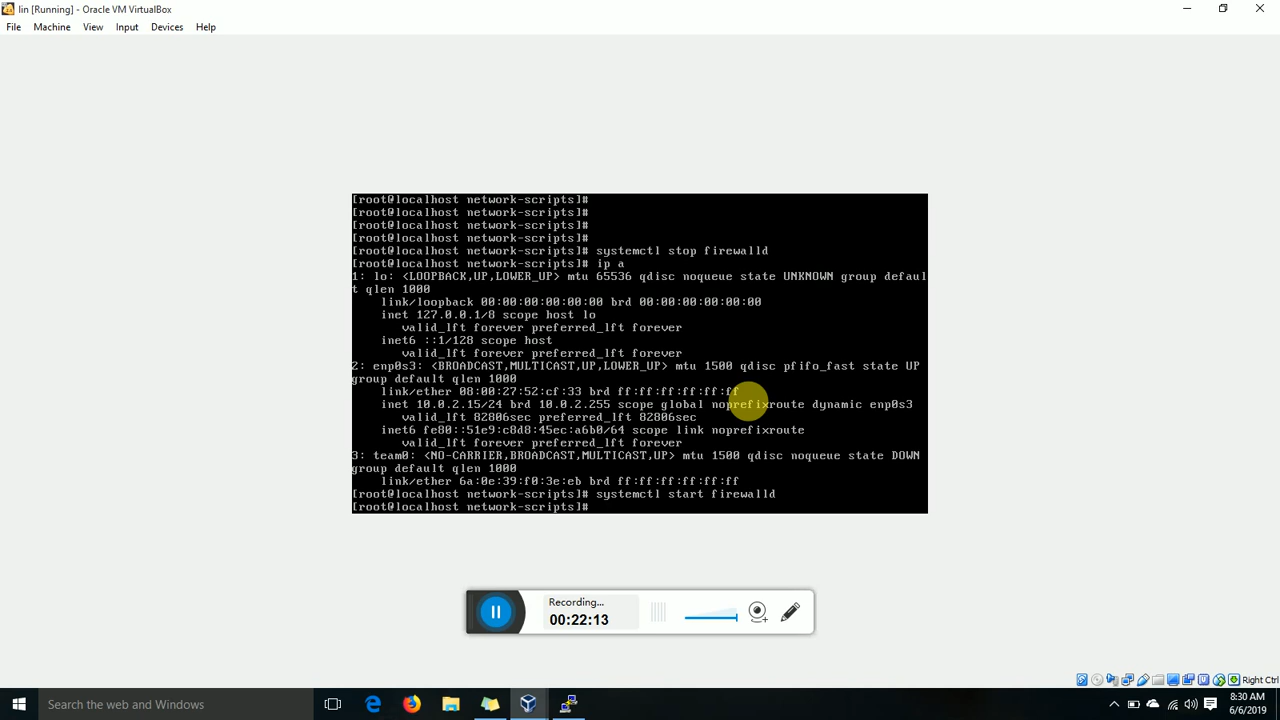 lin [Running] - Oracle VM VirtualBox
File Machine View Input Devices Help
[root@localhost network-scripts]#
[root@localhost network-scripts]#
[root@localhost network-scripts]#
[root@localhost network-scripts]#
[root@localhost network-scripts]# systemctl stop firewalld
[root@localhost network-scripts]# ip a
1: lo: <LOOPBACK,UP,LOWER_UP> mtu 65536 qdisc noqueue state UNKNOWN group defaul
t qlen 1000
link/loopback 00:00:00:00:00:00 brd 00:00:00:00:00:00
inet 127.0.0.1/8 scope host lo
valid_lft forever preferred_lft forever
inet6 ::1/128 scope host
valid_lft forever preferred_lft forever
2: enp0s3: <BROADCAST,MULTICAST,UP,LOWER_UP> mtu 1500 qdisc pfifo_fast state UP
group default qlen 1000
link/ether 08:00:27:52:cf:33 brd ff:ff:ff:ff:ff:ff
inet 10.0.2.15/24 brd 10.0.2.255 scope global noprefixroute dynamic enp0s3
valid_lft 82806sec preferred_lft 82806sec
inet6 fe80::51e9:c8d8:45ec:a6b0/64 scope link noprefixroute
valid_lft forever preferred_lft forever
3: team0: <NO-CARRIER,BROADCAST,MULTICAST,UP> mtu 1500 qdisc noqueue state DOWN
group default qlen 1000
link/ether 6a:0e:39:f0:3e:eb brd ff:ff:ff:ff:ff:ff
[root@localhost network-scripts]# systemctl start firewalld
[root@localhost network-scripts]#
Recording...
00:22:13
Right Ctrl
Search the web and Windows
8:30 AM
6/6/2019